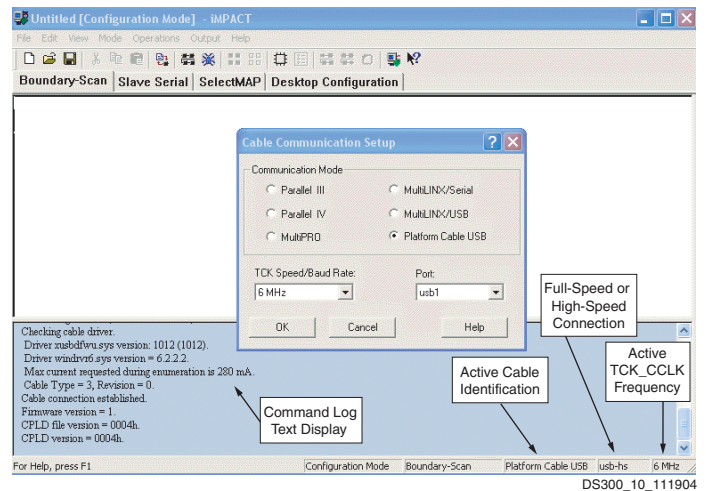 Untitled [Configuration Mode] - iMPACT
File Edit View Mode Operations Output Help
Boundary-Scan Slave Serial SelectMAP Desktop Configuration
Cable Communication Setup
Communication Mode
Parallel III
MultiLINX/Serial
Parallel IV
MultiLINX/USB
MultiPRO
Platform Cable USB
TCK Speed/Baud Rate:
Port:
6 MHz
usb1
OK Cancel Help
Full-Speed or
High-Speed
Connection
Checking cable driver.
Driver xusbdfwu.sys version: 1012 (1012).
Driver windrvr6.sys version = 6.2.2.2.
Max current requested during enumeration is 280 mA.
Cable Type = 3, Revision = 0.
Cable connection established.
Firmware version = 1.
CPLD file version = 0004h.
CPLD version = 0004h.
Command Log
Text Display
Active Cable
Identification
Active
TCK_CCLK
Frequency
For Help, press F1
Configuration Mode Boundary-Scan Platform Cable USB usb-hs 6 MHz
DS300_10_111904